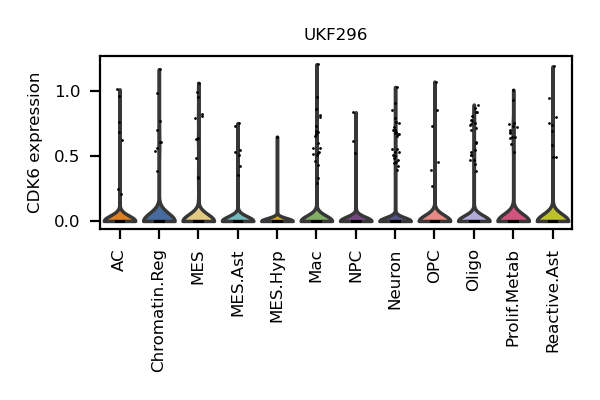 UKF296
CDK6 expression
1.0
0.5
0.0
AC
Chromatin.Reg
MES
MES.Ast
MES.Hyp
Mac
NPC
Neuron
OPC
Oligo
Prolif.Metab
Reactive.Ast